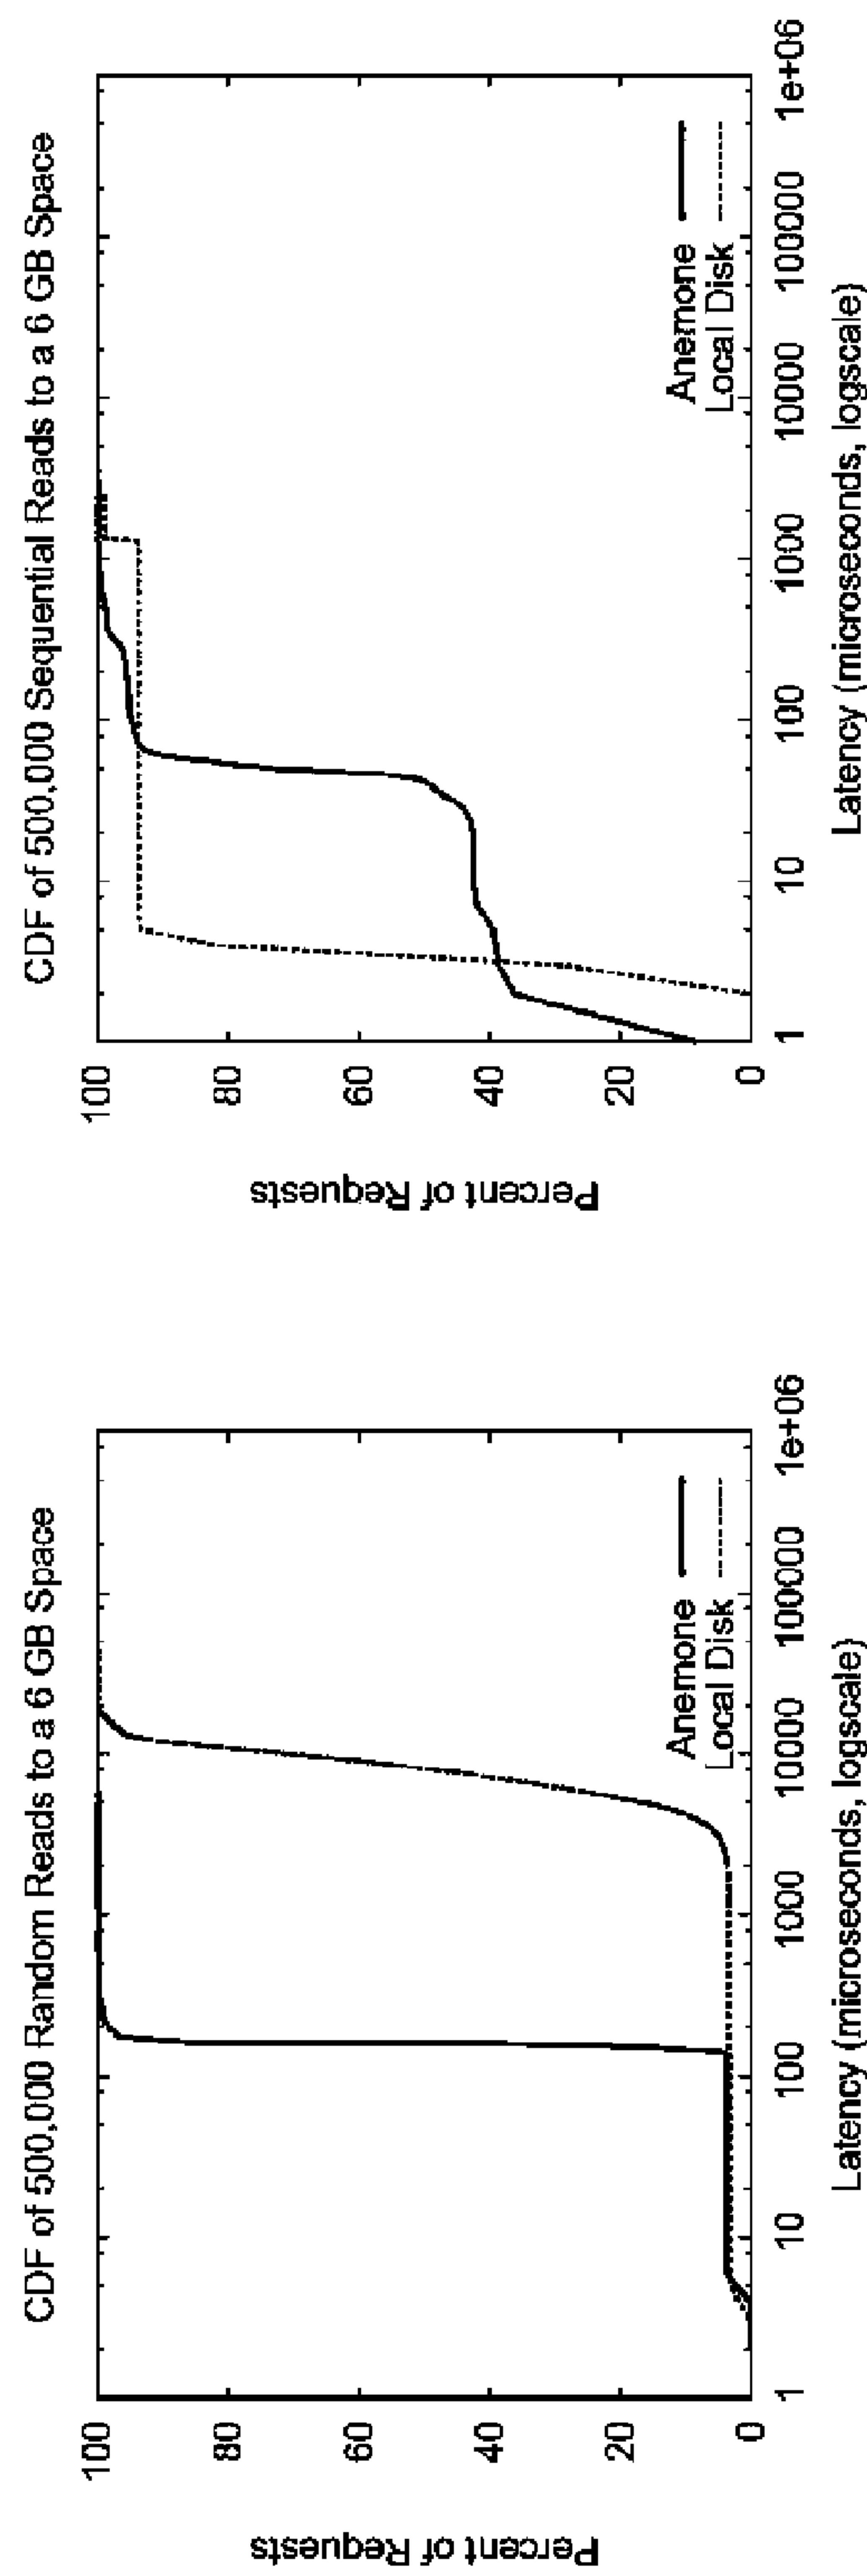 CDF of 500,000 Random Reads to a 6 GB Space
Percent of Requests
100
80
60
40
20
0
Anemone
Local Disk
1
10
100
1000
10000
100000
1e+06
Latency (microseconds, logscale)
CDF of 500,000 Sequential Reads to a 6 GB Space
Percent of Requests
100
80
60
40
20
0
Anemone
Local Disk
1
10
100
1000
10000
100000
1e+06
Latency (microseconds, logscale)